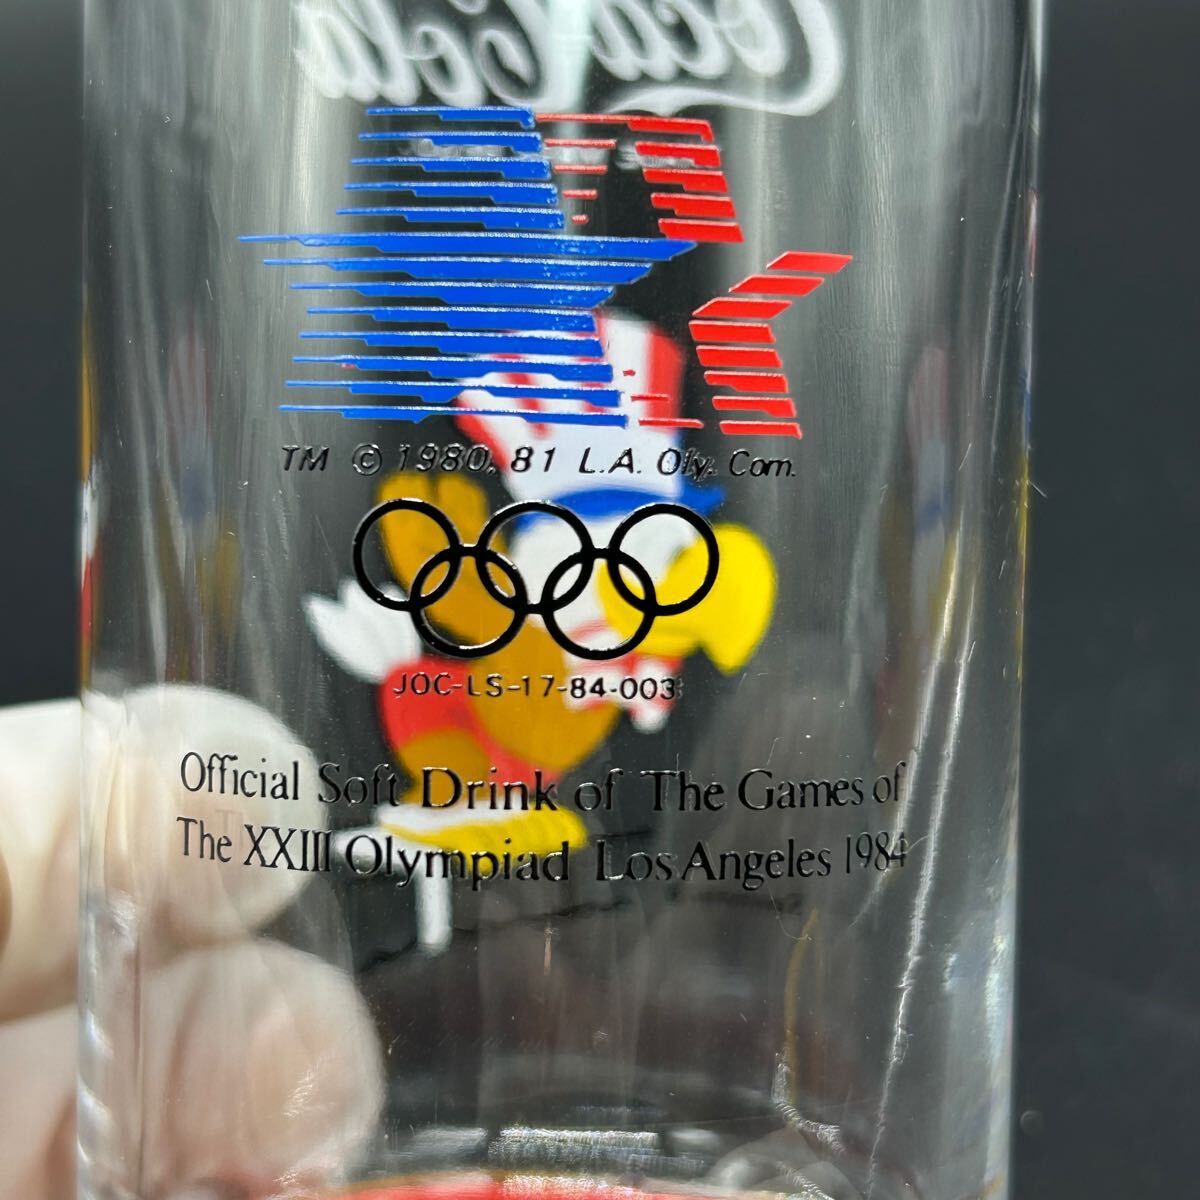 Coca-Cola
TM © 1980, 81 L.A. Oly. Com.
JOC-LS-17-84-003
Official Soft Drink of The Games of
The XXIII Olympiad Los Angeles 1984